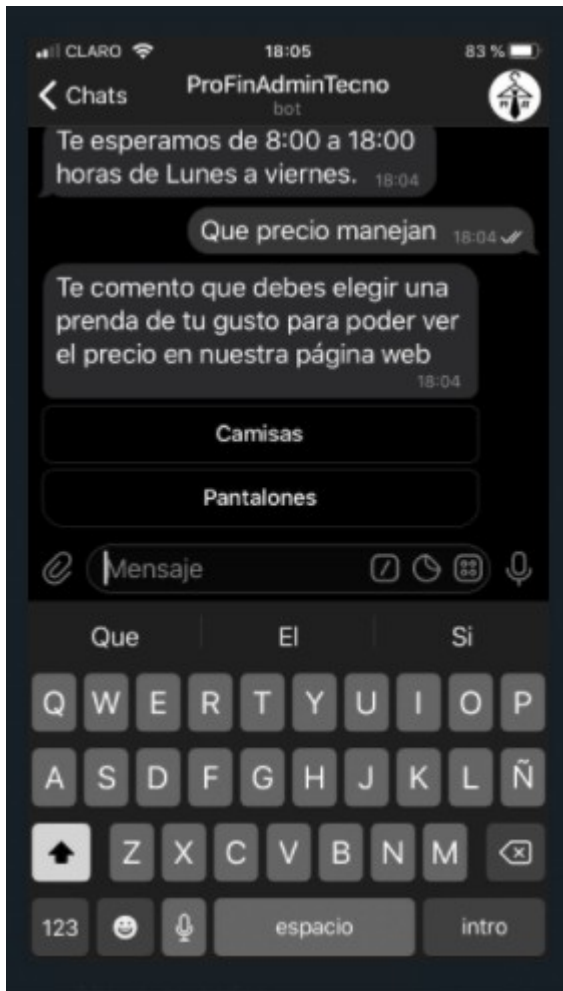 CLARO 18:05 83 %
Chats ProFinAdminTecno
bot
Te esperamos de 8:00 a 18:00
horas de Lunes a viernes. 18:04
Que precio manejan 18:04
Te comento que debes elegir una
prenda de tu gusto para poder ver
el precio en nuestra página web
18:04
Camisas
Pantalones
Mensaje
Que El Si
Q W E R T Y U I O P
A S D F G H J K L Ñ
Z X C V B N M
123 espacio intro